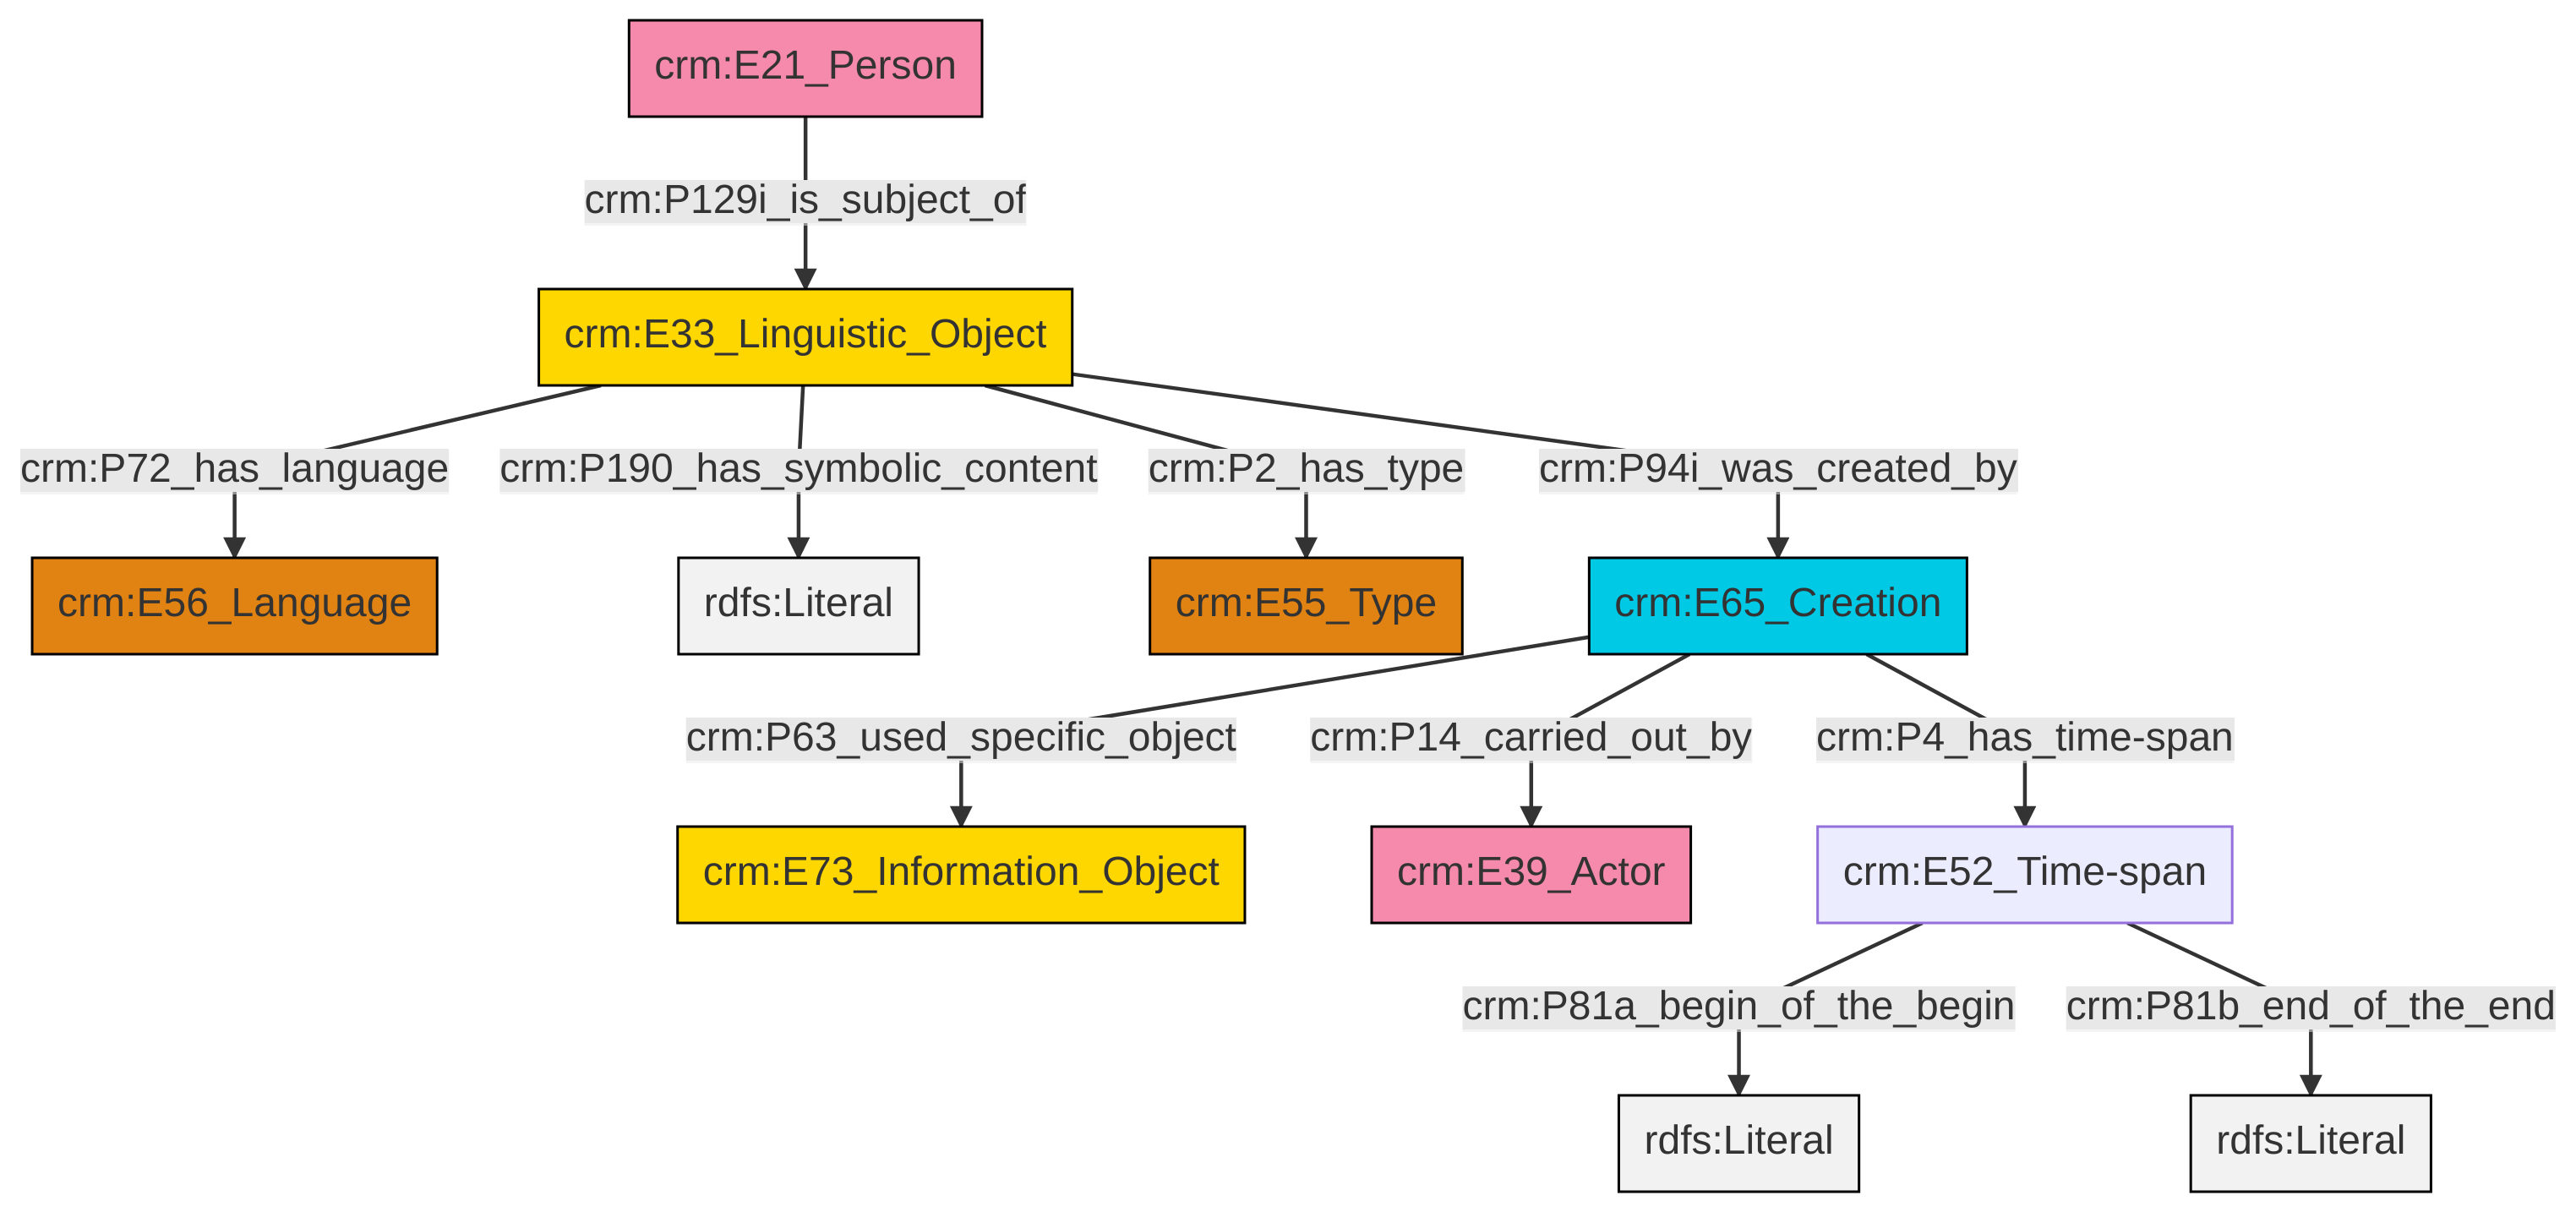 crm:E21_Person
crm:P129i_is_subject_of
crm:E33_Linguistic_Object
crm:P72_has_language
crm:P190_has_symbolic_content
crm:P2_has_type
crm:P94i_was_created_by
crm:E56_Language
rdfs:Literal
crm:E55_Type
crm:E65_Creation
crm:P63_used_specific_object
crm:P14_carried_out_by
crm:P4_has_time-span
crm:E73_Information_Object
crm:E39_Actor
crm:E52_Time-span
crm:P81a_begin_of_the_begin
crm:P81b_end_of_the_end
rdfs:Literal
rdfs:Literal